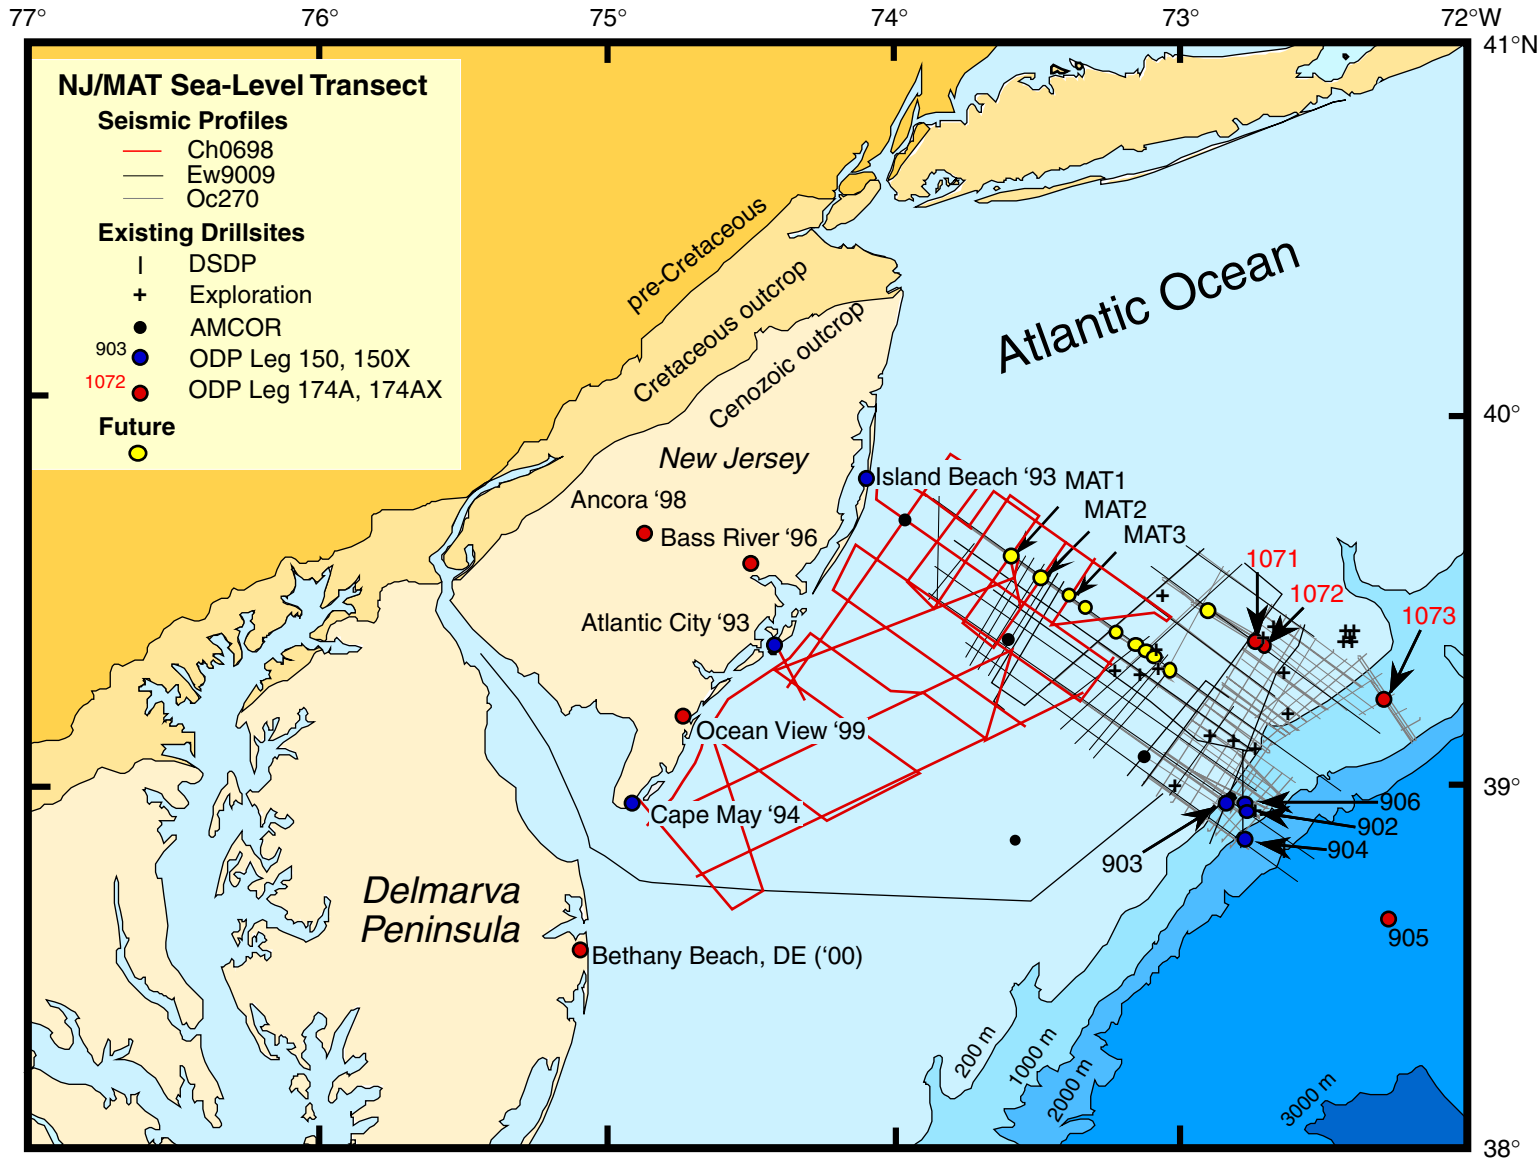 77°
76°
75°
74°
73°
72°W
41°N
NJ/MAT Sea-Level Transect
Seismic Profiles
Ch0698
Ew9009
Oc270
Existing Drillsites
DSDP
Exploration
AMCOR
903
ODP Leg 150, 150X
1072
ODP Leg 174A, 174AX
Future
pre-Cretaceous
Cretaceous outcrop
Cenozoic outcrop
Atlantic Ocean
40°
New Jersey
Island Beach ‘93
MAT1
MAT2
MAT3
Ancora ‘98
Bass River ‘96
1071
1072
1073
Atlantic City ‘93
Ocean View ‘99
Cape May ‘94
39°
906
902
904
903
905
Delmarva
Peninsula
Bethany Beach, DE (‘00)
200 m
1000 m
2000 m
3000 m
38°